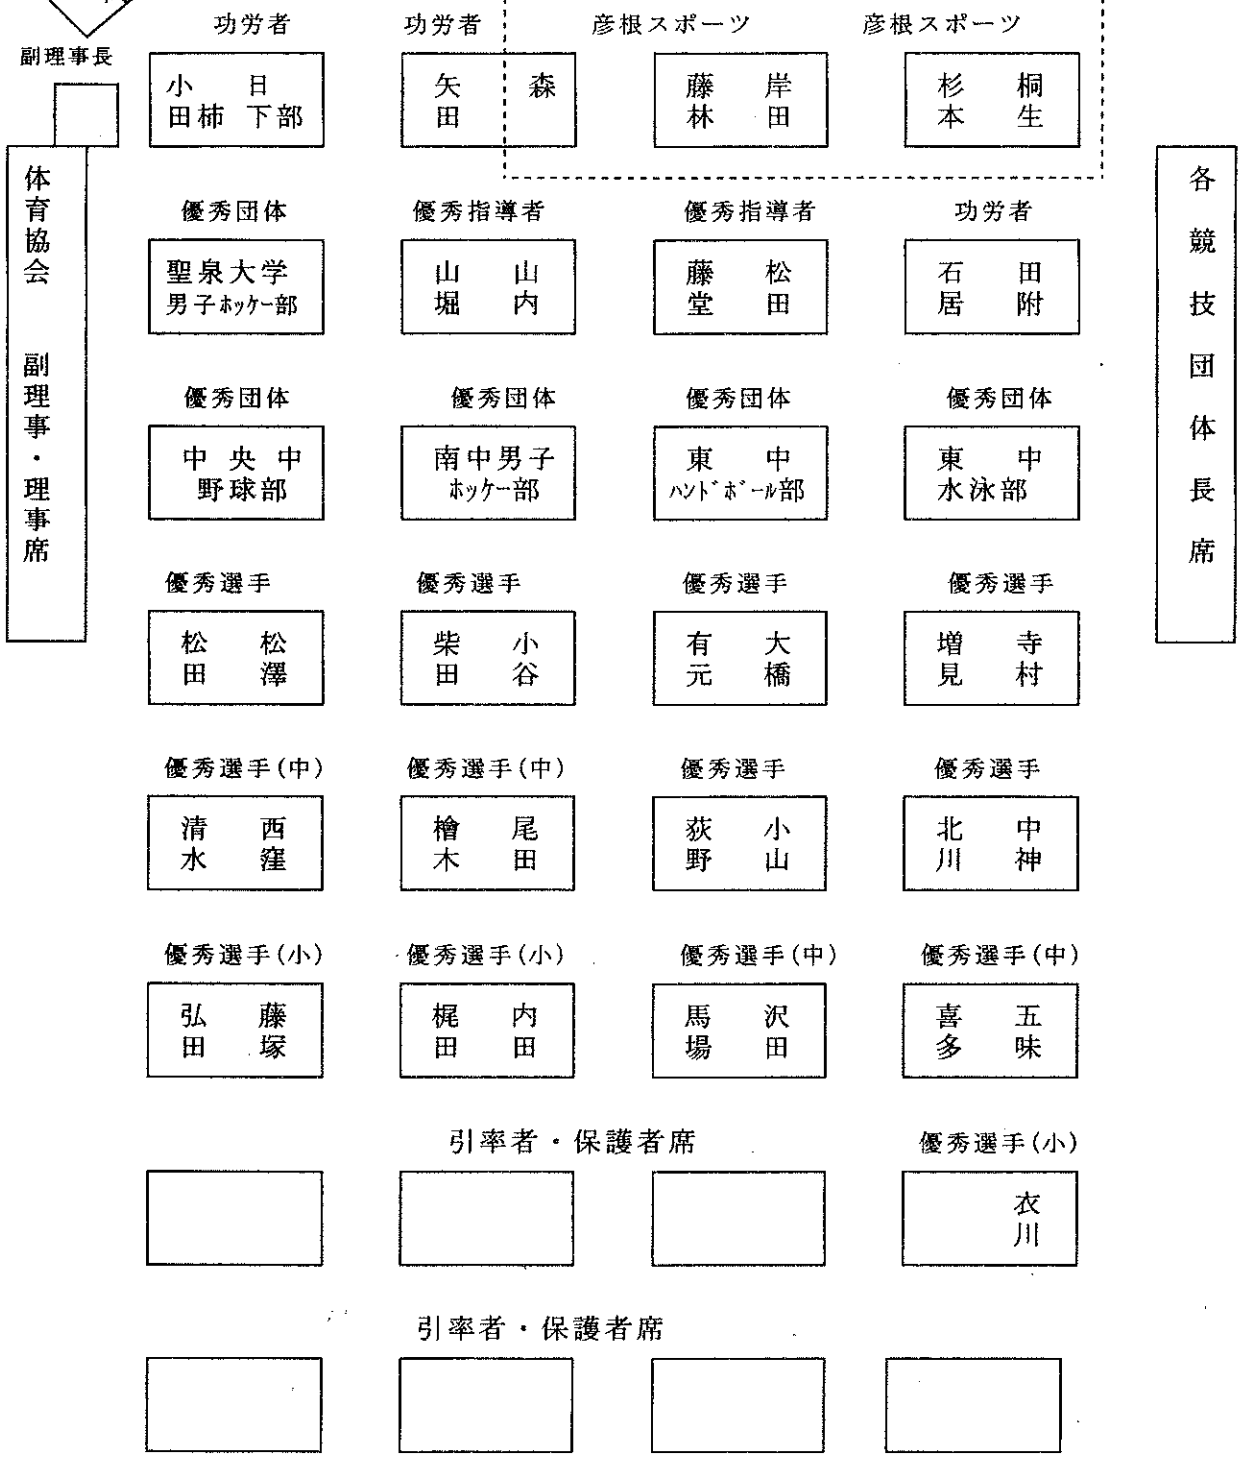 功労者 功労者 彦根スポーツ 彦根スポーツ
副理事長
小 日 矢 森 藤 岸 杉 桐
田柿 下部 田 林 田 本 生
体育協会 副理事・理事席
各競技団体長席
優秀団体 優秀指導者 優秀指導者 功労者
聖泉大学 山 山 藤 松 石 田
男子ホッケー部 堀 内 堂 田 居 附
優秀団体 優秀団体 優秀団体 優秀団体
中央中 南中男子 東 中 東 中
野球部 ホッケー部 ハンドボール部 水泳部
優秀選手 優秀選手 優秀選手 優秀選手
松 松 柴 小 有 大 増 寺
田 澤 田 谷 元 橋 見 村
優秀選手(中) 優秀選手(中) 優秀選手 優秀選手
清 西 檜 尾 荻 小 北 中
水 窪 木 田 野 山 川 神
優秀選手(小) 優秀選手(小) 優秀選手(中) 優秀選手(中)
弘 藤 梶 内 馬 沢 喜 五
田 塚 田 田 場 田 多 味
引率者・保護者席 優秀選手(小)
衣
川
引率者・保護者席